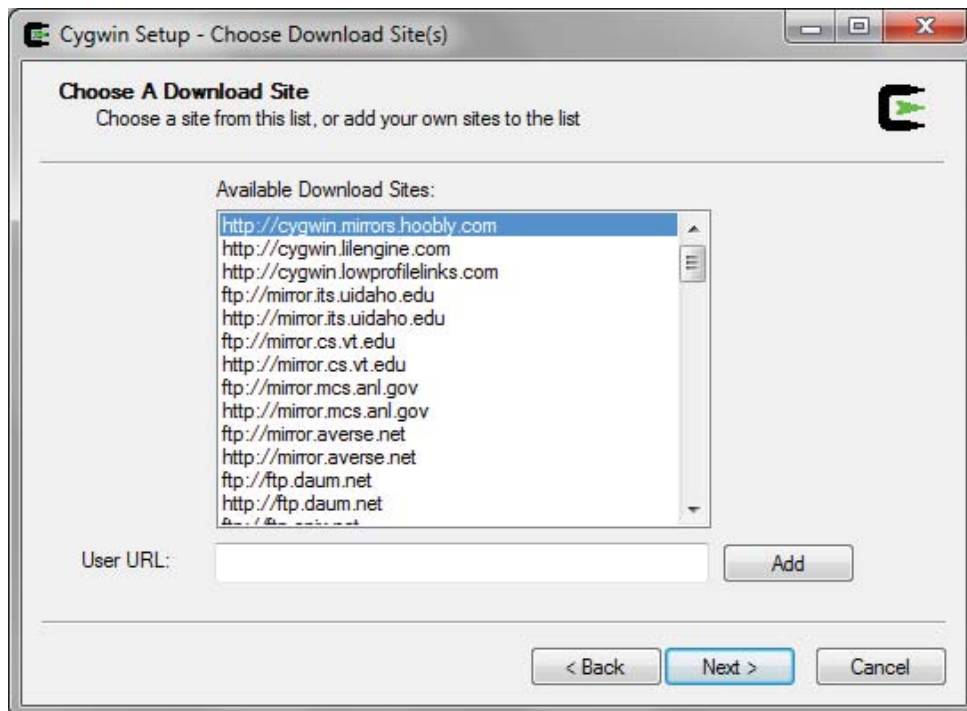 Cygwin Setup - Choose Download Site(s)
Choose A Download Site
Choose a site from this list, or add your own sites to the list
Available Download Sites:
http://cygwin.mirrors.hoobly.com
http://cygwin.lilengine.com
http://cygwin.lowprofilelinks.com
ftp://mirror.its.uidaho.edu
http://mirror.its.uidaho.edu
ftp://mirror.cs.vt.edu
http://mirror.cs.vt.edu
ftp://mirror.mcs.anl.gov
http://mirror.mcs.anl.gov
ftp://mirror.averse.net
http://mirror.averse.net
ftp://ftp.daum.net
http://ftp.daum.net
User URL:
Add
< Back
Next >
Cancel